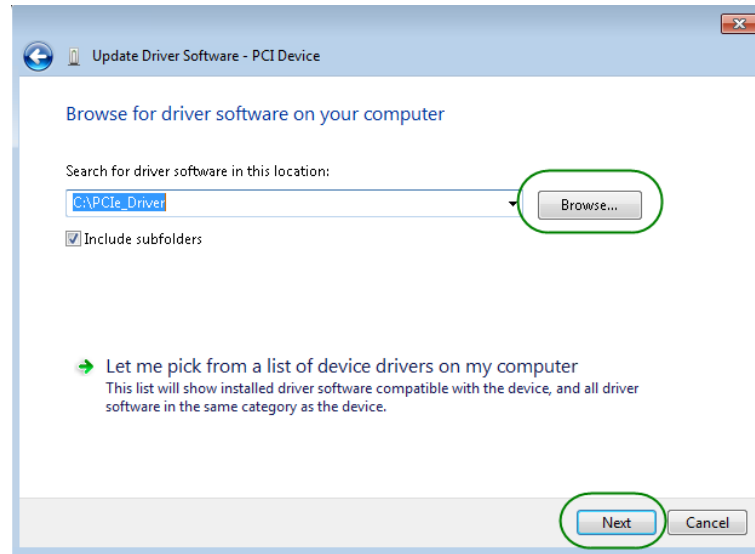 Update Driver Software - PCI Device
Browse for driver software on your computer
Search for driver software in this location:
C:\PCIe_Driver
Browse...
Include subfolders
Let me pick from a list of device drivers on my computer
This list will show installed driver software compatible with the device, and all driver
software in the same category as the device.
Next
Cancel